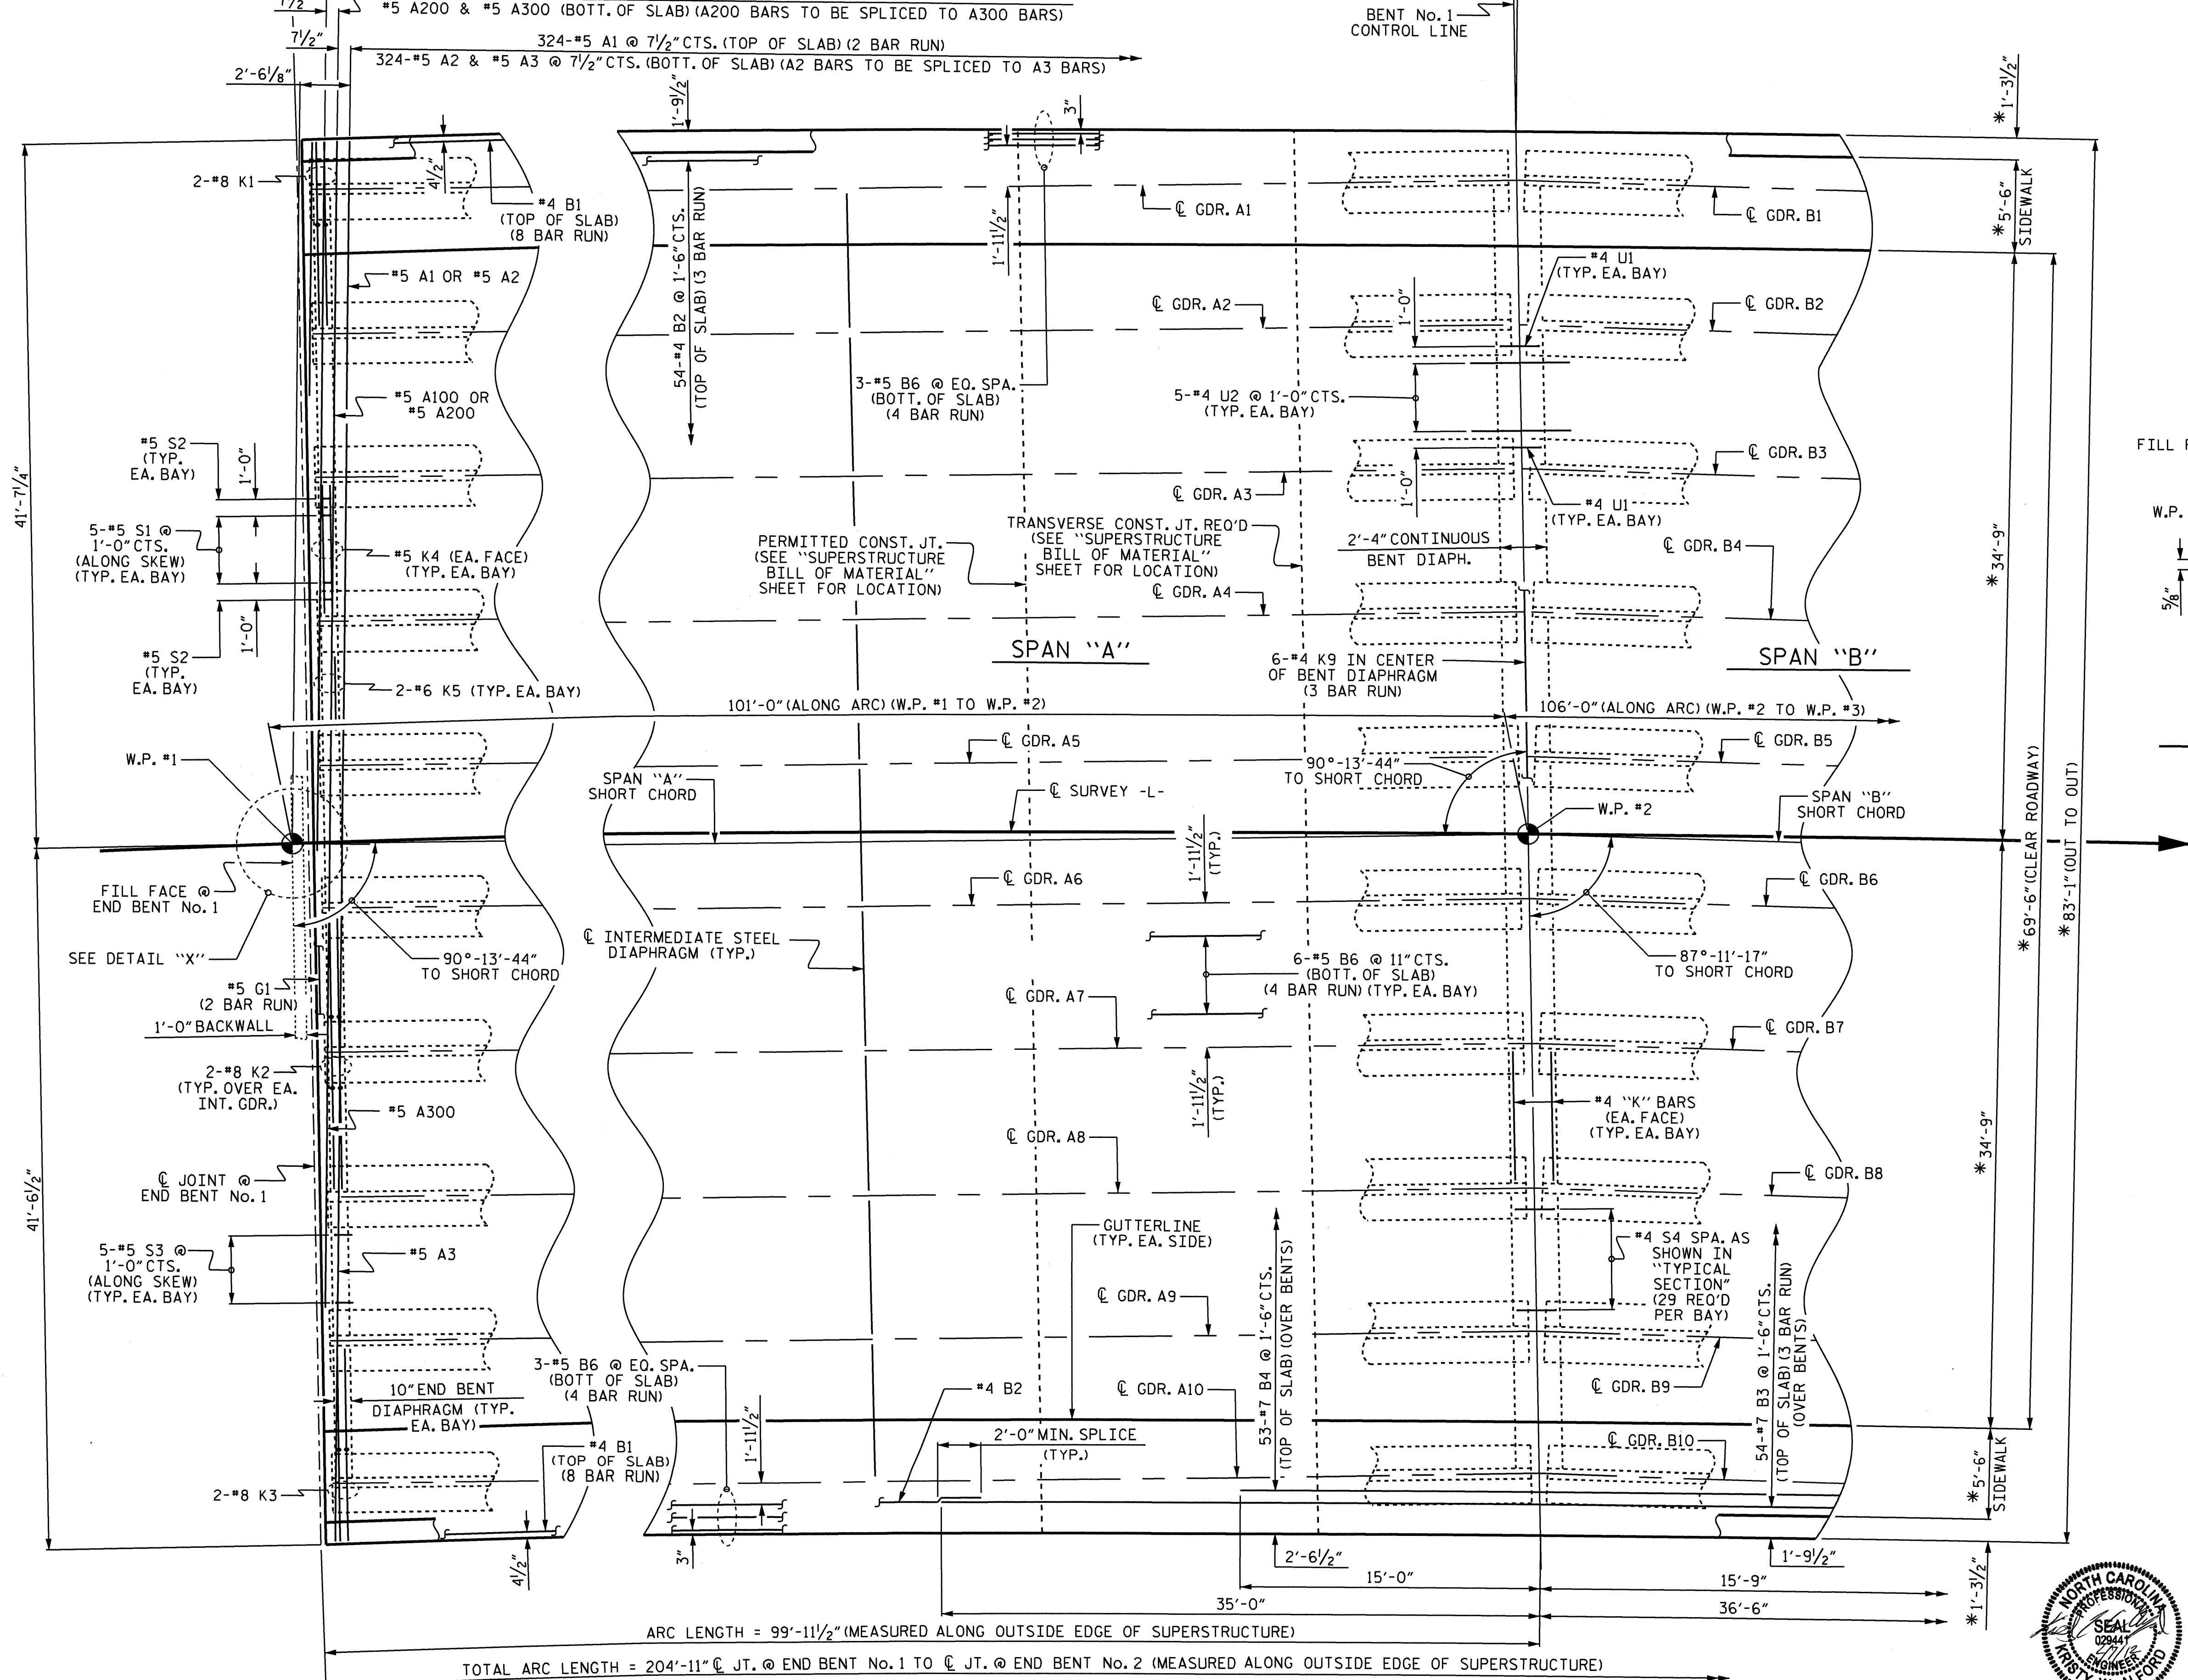 7½"
#5 A200 & #5 A300 (BOTT. OF SLAB) (A200 BARS TO BE SPLICED TO A300 BARS)
BENT No. 1
CONTROL LINE
7½"
324-#5 A1 @ 7½" CTS. (TOP OF SLAB) (2 BAR RUN)
324-#5 A2 & #5 A3 @ 7½" CTS. (BOTT. OF SLAB) (A2 BARS TO BE SPLICED TO A3 BARS)
2'-6⅛"
1'-9½"
3"
*1'-3½"
2-#8 K1
4½"
#4 B1
(TOP OF SLAB)
(8 BAR RUN)
54-#4 B2 @ 1'-6" CTS.
(TOP OF SLAB) (3 BAR RUN)
1'-11½"
℄ GDR. A1
℄ GDR. B1
*5'-6"
SIDEWALK
#5 A1 OR #5 A2
#4 U1
(TYP. EA. BAY)
℄ GDR. A2
1'-0"
℄ GDR. B2
#5 A100 OR
#5 A200
3-#5 B6 @ EQ. SPA.
(BOTT. OF SLAB)
(4 BAR RUN)
5-#4 U2 @ 1'-0" CTS.
(TYP. EA. BAY)
41'-7¼"
#5 S2
(TYP.
EA. BAY)
1'-0"
℄ GDR. A3
1'-0"
℄ GDR. B3
FILL F
#4 U1
(TYP. EA. BAY)
W.P.
5-#5 S1 @
1'-0" CTS.
(ALONG SKEW)
(TYP. EA. BAY)
#5 K4 (EA. FACE)
(TYP. EA. BAY)
PERMITTED CONST. JT.
(SEE "SUPERSTRUCTURE
BILL OF MATERIAL"
SHEET FOR LOCATION)
TRANSVERSE CONST. JT. REQ'D
(SEE "SUPERSTRUCTURE
BILL OF MATERIAL"
SHEET FOR LOCATION)
2'-4" CONTINUOUS
BENT DIAPH.
℄ GDR. B4
*34'-9"
⅝"
℄ GDR. A4
1'-0"
#5 S2
(TYP.
EA. BAY)
SPAN "A"
SPAN "B"
2-#6 K5 (TYP. EA. BAY)
6-#4 K9 IN CENTER
OF BENT DIAPHRAGM
(3 BAR RUN)
101'-0" (ALONG ARC) (W.P. #1 TO W.P. #2)
106'-0" (ALONG ARC) (W.P. #2 TO W.P. #3)
W.P. #1
℄ GDR. A5
℄ GDR. B5
90°-13'-44"
TO SHORT CHORD
SPAN "A"
SHORT CHORD
℄ SURVEY -L-
W.P. #2
SPAN "B"
SHORT CHORD
*69'-6" (CLEAR ROADWAY)
*83'-1" (OUT TO OUT)
FILL FACE @
END BENT No. 1
1'-11½"
(TYP.)
℄ GDR. A6
℄ GDR. B6
SEE DETAIL "X"
90°-13'-44"
TO SHORT CHORD
℄ INTERMEDIATE STEEL
DIAPHRAGM (TYP.)
6-#5 B6 @ 11" CTS.
(BOTT. OF SLAB)
(4 BAR RUN) (TYP. EA. BAY)
87°-11'-17"
TO SHORT CHORD
#5 G1
(2 BAR RUN)
1'-0" BACKWALL
℄ GDR. A7
℄ GDR. B7
2-#8 K2
(TYP. OVER EA.
INT. GDR.)
#5 A300
1'-11½"
(TYP.)
#4 "K" BARS
(EA. FACE)
(TYP. EA. BAY)
℄ GDR. A8
℄ GDR. B8
*34'-9"
41'-6½"
℄ JOINT @
END BENT No. 1
5-#5 S3 @
1'-0" CTS.
(ALONG SKEW)
(TYP. EA. BAY)
#5 A3
GUTTERLINE
(TYP. EA. SIDE)
#4 S4 SPA. AS
SHOWN IN
"TYPICAL
SECTION"
(29 REQ'D
PER BAY)
℄ GDR. A9
53-#7 B4 @ 1'-6" CTS.
(TOP OF SLAB) (OVER BENTS)
54-#7 B3 @ 1'-6" CTS.
(TOP OF SLAB) (3 BAR RUN)
(OVER BENTS)
10" END BENT
DIAPHRAGM (TYP.
EA. BAY)
3-#5 B6 @ EQ. SPA.
(BOTT OF SLAB)
(4 BAR RUN)
#4 B2
℄ GDR. A10
℄ GDR. B9
1'-11½"
2'-0" MIN. SPLICE
(TYP.)
℄ GDR. B10
#4 B1
(TOP OF SLAB)
(8 BAR RUN)
2-#8 K3
*5'-6"
SIDEWALK
4½"
3"
2'-6½"
1'-9½"
*1'-3½"
15'-0"
15'-9"
35'-0"
36'-6"
ARC LENGTH = 99'-11½" (MEASURED ALONG OUTSIDE EDGE OF SUPERSTRUCTURE)
TOTAL ARC LENGTH = 204'-11" ℄ JT. @ END BENT No. 1 TO ℄ JT. @ END BENT No. 2 (MEASURED ALONG OUTSIDE EDGE OF SUPERSTRUCTURE)
NORTH CAROLINA
PROFESSIONAL
SEAL
029441
ENGINEER